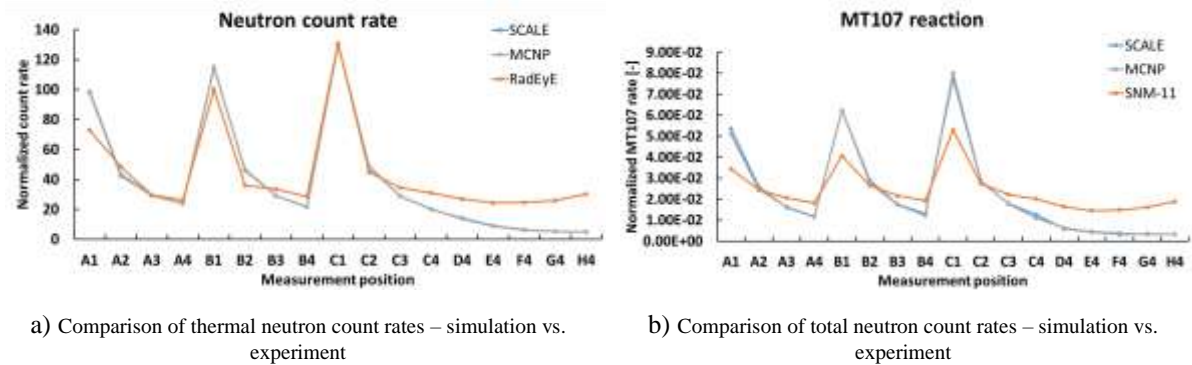 Neutron count rate
Normalized count rate
140
120
100
80
60
40
20
0
SCALE
MCNP
RadEyE
A1 A2 A3 A4 B1 B2 B3 B4 C1 C2 C3 C4 D4 E4 F4 G4 H4
Measurement position
MT107 reaction
Normalized MT107 rate [-]
9.00E-02
8.00E-02
7.00E-02
6.00E-02
5.00E-02
4.00E-02
3.00E-02
2.00E-02
1.00E-02
0.00E+00
SCALE
MCNP
SNM-11
A1 A2 A3 A4 B1 B2 B3 B4 C1 C2 C3 C4 D4 E4 F4 G4 H4
Measurement position
a) Comparison of thermal neutron count rates – simulation vs.
experiment
b) Comparison of total neutron count rates – simulation vs.
experiment